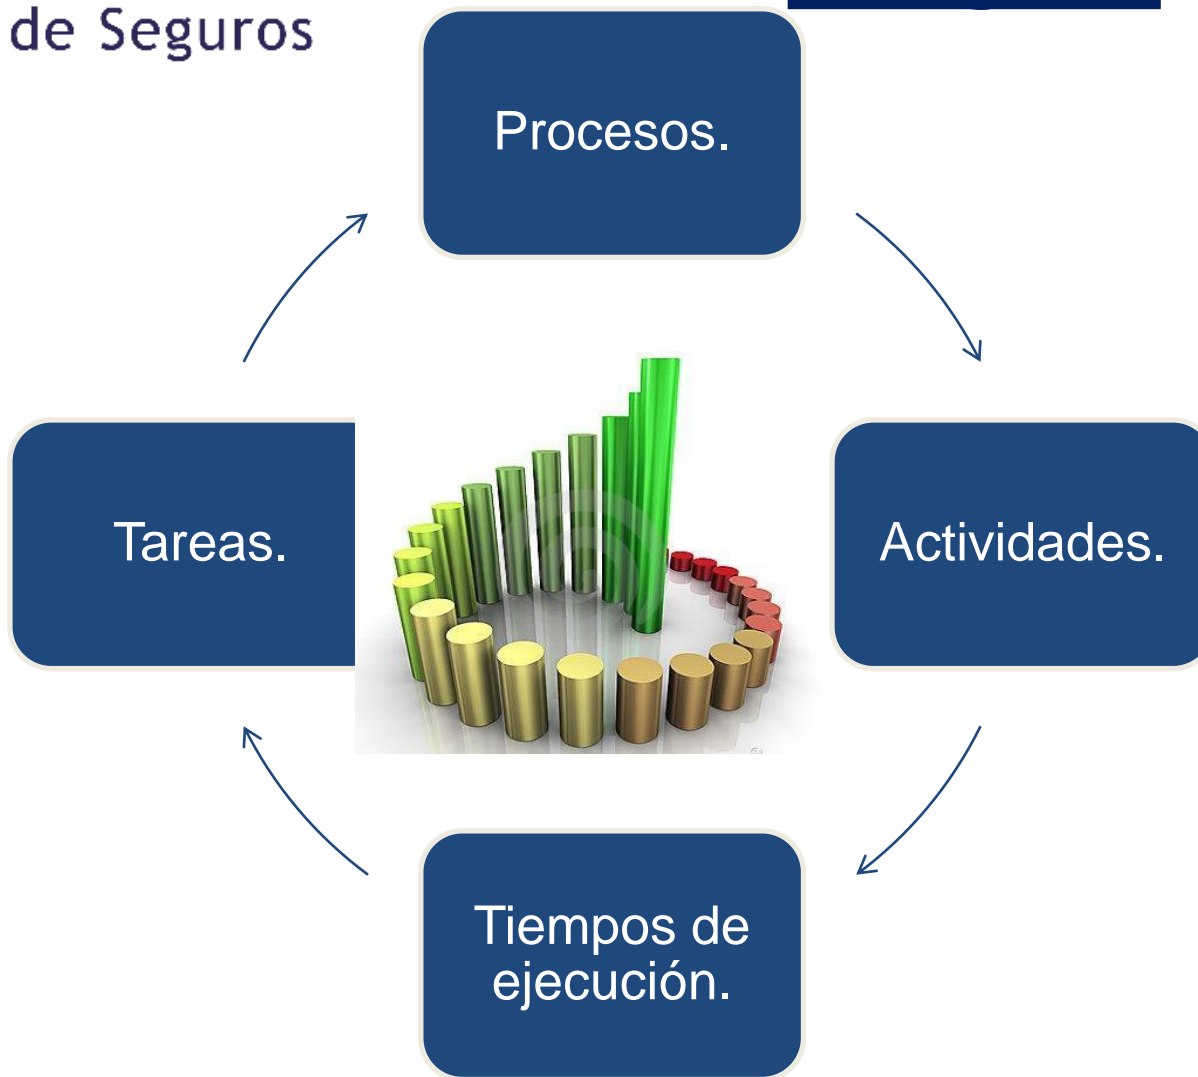 de Seguros
Procesos.
Tareas.
Actividades.
Tiempos de
ejecución.